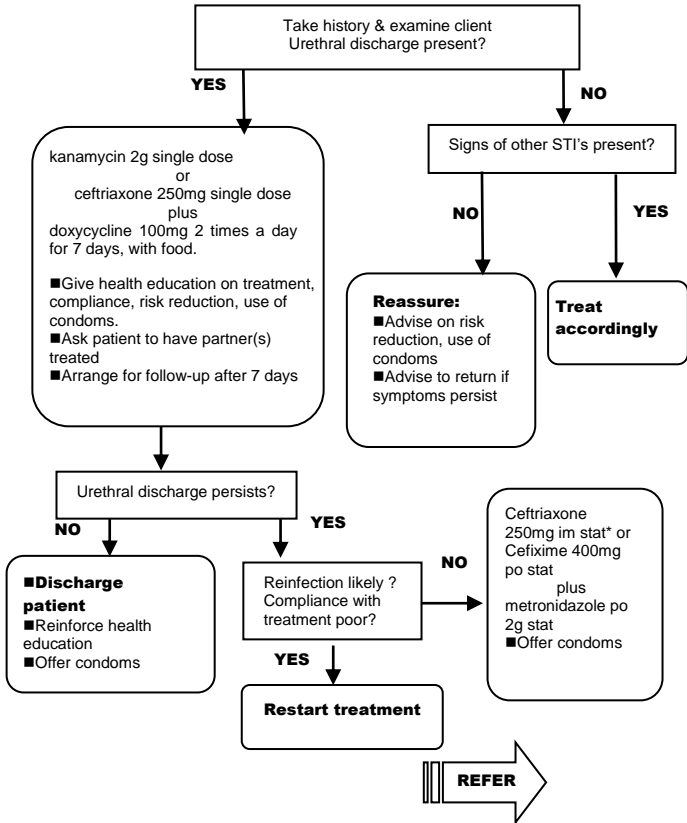 Take history & examine client
Urethral discharge present?
YES
NO
kanamycin 2g single dose
or
ceftriaxone 250mg single dose
plus
doxycycline 100mg 2 times a day
for 7 days, with food.
■Give health education on treatment,
compliance, risk reduction, use of
condoms.
■Ask patient to have partner(s)
treated
■Arrange for follow-up after 7 days
Signs of other STI's present?
NO
YES
Reassure:
■Advise on risk
reduction, use of
condoms
■Advise to return if
symptoms persist
Treat
accordingly
Urethral discharge persists?
NO
YES
■Discharge
patient
■Reinforce health
education
■Offer condoms
Reinfection likely ?
Compliance with
treatment poor?
NO
Ceftriaxone
250mg im stat* or
Cefixime 400mg
po stat
plus
metronidazole po
2g stat
■Offer condoms
YES
Restart treatment
REFER